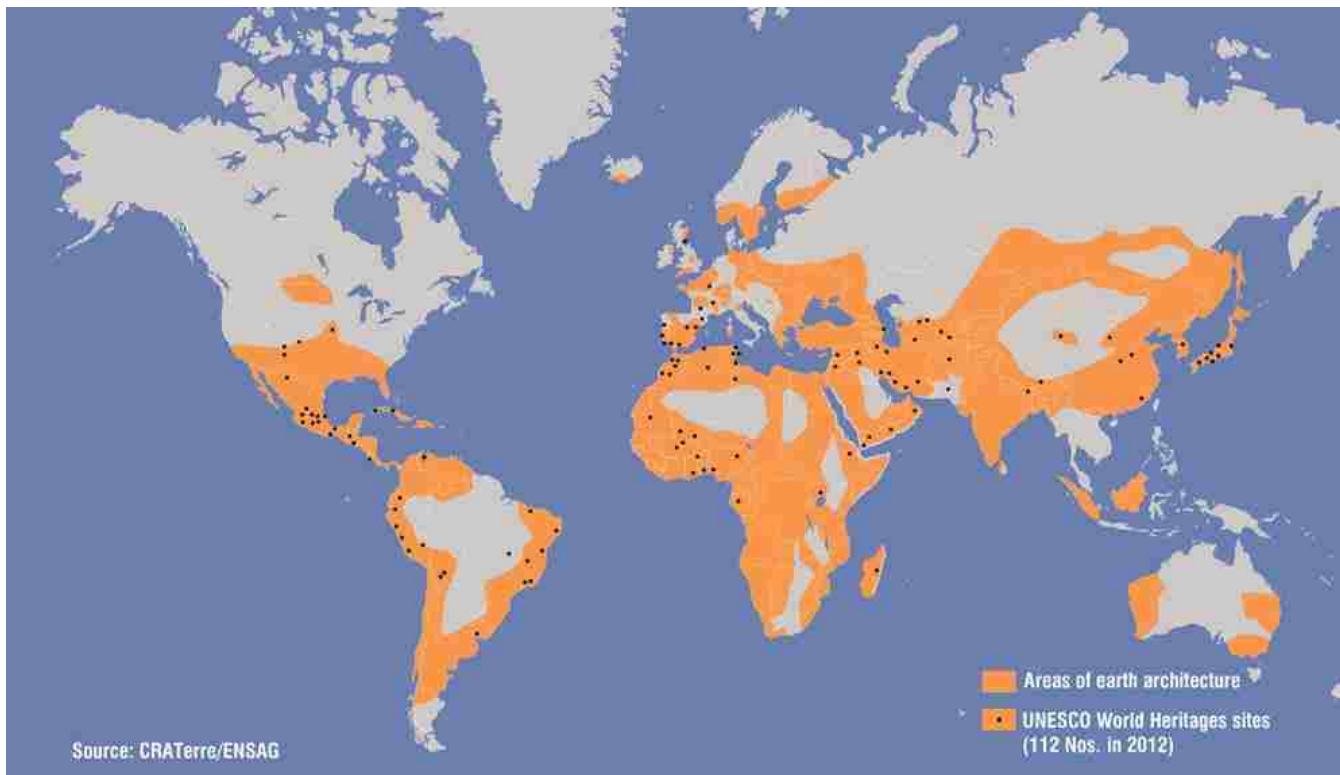 Areas of earth architecture
UNESCO World Heritages sites
(112 Nos. in 2012)
Source: CRATerre/ENSAG